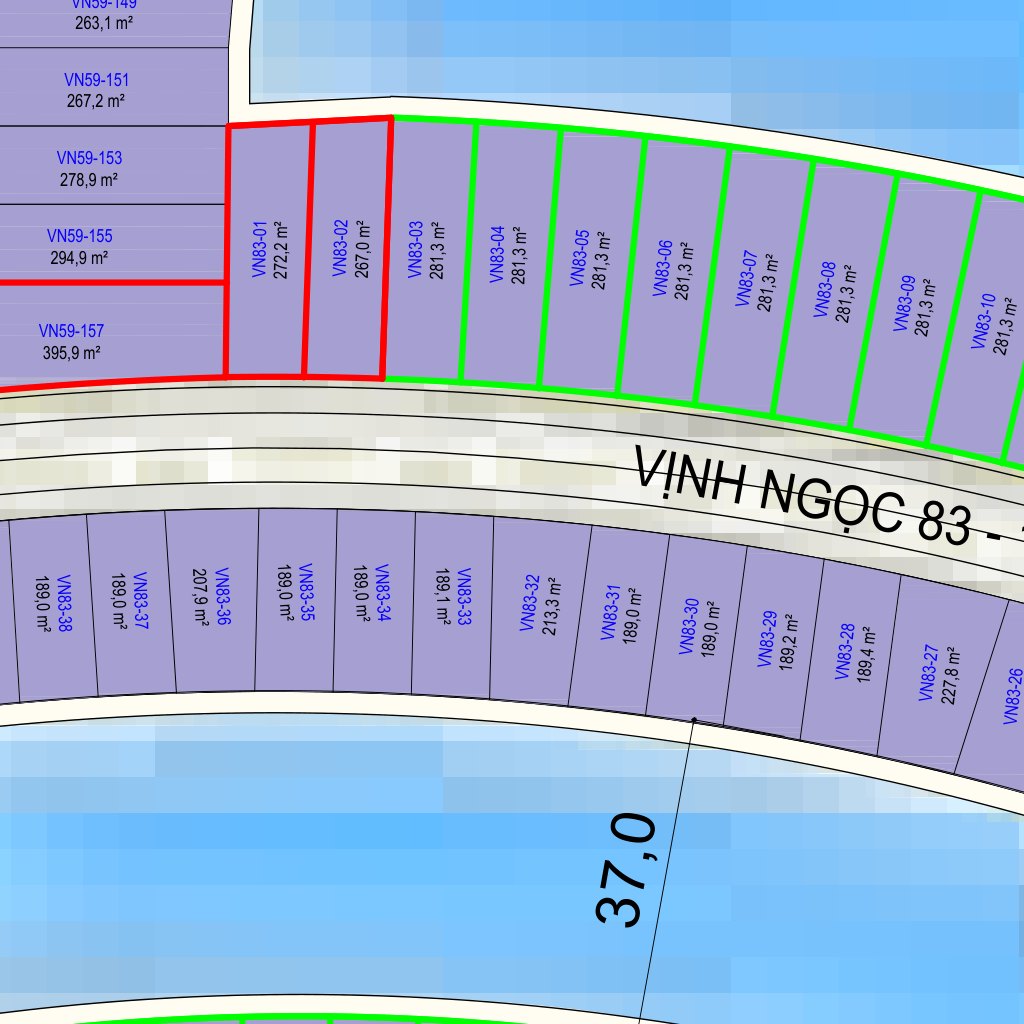 VN59-149
263,1 m²
VN59-151
267,2 m²
VN59-153
278,9 m²
VN59-155
294,9 m²
VN59-157
395,9 m²
VN83-01
272,2 m²
VN83-02
267,0 m²
VN83-03
281,3 m²
VN83-04
281,3 m²
VN83-05
281,3 m²
VN83-06
281,3 m²
VN83-07
281,3 m²
VN83-08
281,3 m²
VN83-09
281,3 m²
VN83-10
281,3 m²
VỊNH NGỌC 83 -
VN83-38
189,0 m²
VN83-37
189,0 m²
VN83-36
207,9 m²
VN83-35
189,0 m²
VN83-34
189,0 m²
VN83-33
189,1 m²
VN83-32
213,3 m²
VN83-31
189,0 m²
VN83-30
189,0 m²
VN83-29
189,2 m²
VN83-28
189,4 m²
VN83-27
227,8 m²
VN83-26
37,0